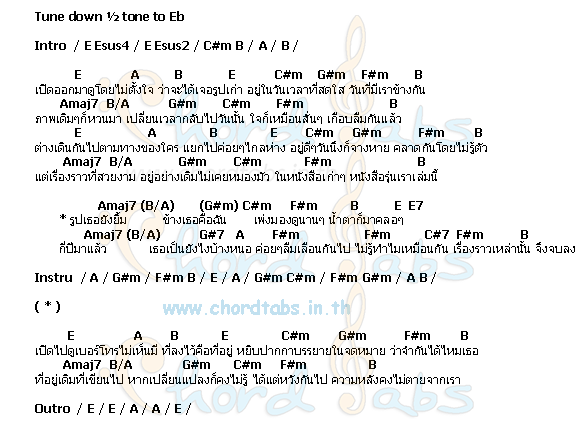 Tune down ½ tone to Eb
Intro / E Esus4 / E Esus2 / C#m B / A / B /
E A B E C#m G#m F#m B
เปิดออกมาดูโดยไม่ตั้งใจ ว่าจะได้เจอรูปเก่า อยู่ในวันเวลาที่สดใส วันที่มีเราข้างกัน
Amaj7 B/A G#m C#m F#m B
ภาพเดิมๆก็หวนมา เปลี่ยนเวลากลับไปวันนั้น ใจก็เหมือนสั่นๆ เกือบลืมกันแล้ว
E A B E C#m G#m F#m B
ต่างเดินกันไปตามทางของใคร แยกไปค่อยๆไกลห่าง อยู่ดีๆวันนึงก็จางหาย คลาดกันโดยไม่รู้ตัว
Amaj7 B/A G#m C#m F#m B
แต่เรื่องราวที่สวยงาม อยู่อย่างเดิมไม่เคยหมองมัว ในหนังสือเก่าๆ หนังสือรุ่นเราเล่มนี้
Amaj7 (B/A) (G#m) C#m F#m B E E7
* รูปเธอยังยิ้ม ข้างเธอคือฉัน เพ่งมองดูนานๆ น้ำตาก็มาคลอๆ
Amaj7 (B/A) G#7 A F#m F#m C#7 F#m B
กี่ปีมาแล้ว เธอเป็นยังไงบ้างหนอ ค่อยๆลืมเลือนกันไป ไม่รู้ทำไมเหมือนกัน เรื่องราวเหล่านั้น จึงจบลง
Instru / A / G#m / F#m B / E / A / G#m C#m / F#m G#m / A B /
( * )
www.chordtabs.in.th
E A B E C#m G#m F#m B
เปิดไปดูเบอร์โทรไม่เห็นมี ที่ลงไว้คือที่อยู่ หยิบปากกาบรรยายในจดหมาย ว่าจำกันได้ไหมเธอ
Amaj7 B/A G#m C#m F#m B
ที่อยู่เดิมที่เขียนไป หากเปลี่ยนแปลงก็คงไม่รู้ ได้แต่หวังกันไป ความหลังคงไม่ตายจากเรา
Outro / E / E / A / A / E /